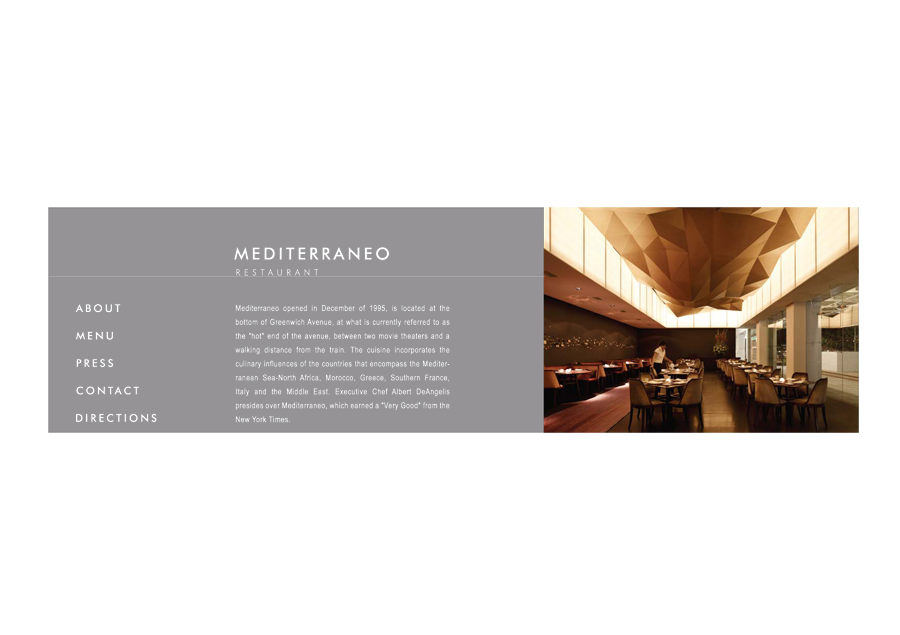 MEDITERRANEO
RESTAURANT
ABOUT
MENU
PRESS
CONTACT
DIRECTIONS
Mediterraneo opened in December of 1995, is located at the
bottom of Greenwich Avenue, at what is currently referred to as
the "hot" end of the avenue, between two movie theaters and a
walking distance from the train. The cuisine incorporates the
culinary influences of the countries that encompass the Mediter-
ranean Sea-North Africa, Morocco, Greece, Southern France,
Italy and the Middle East. Executive Chef Albert DeAngelis
presides over Mediterraneo, which earned a "Very Good" from the
New York Times.